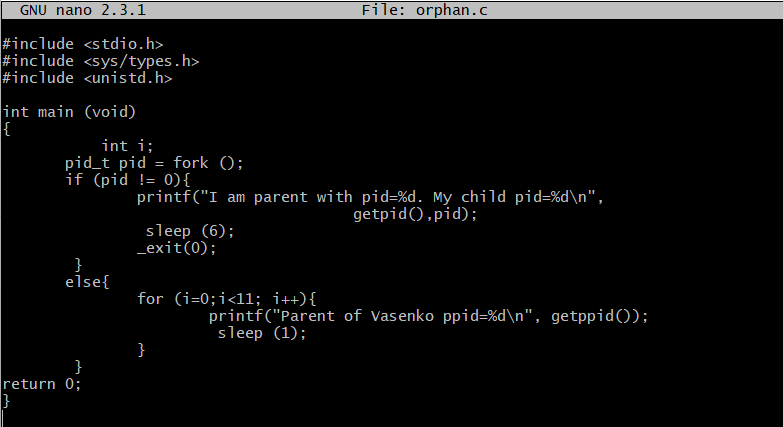 GNU nano 2.3.1 File: orphan.c
#include <stdio.h>
#include <sys/types.h>
#include <unistd.h>
int main (void)
{
int i;
pid_t pid = fork ();
if (pid != 0){
printf("I am parent with pid=%d. My child pid=%d\n",
getpid(),pid);
sleep (6);
_exit(0);
}
else{
for (i=0;i<11; i++){
printf("Parent of Vasenko ppid=%d\n", getppid());
sleep (1);
}
}
return 0;
}